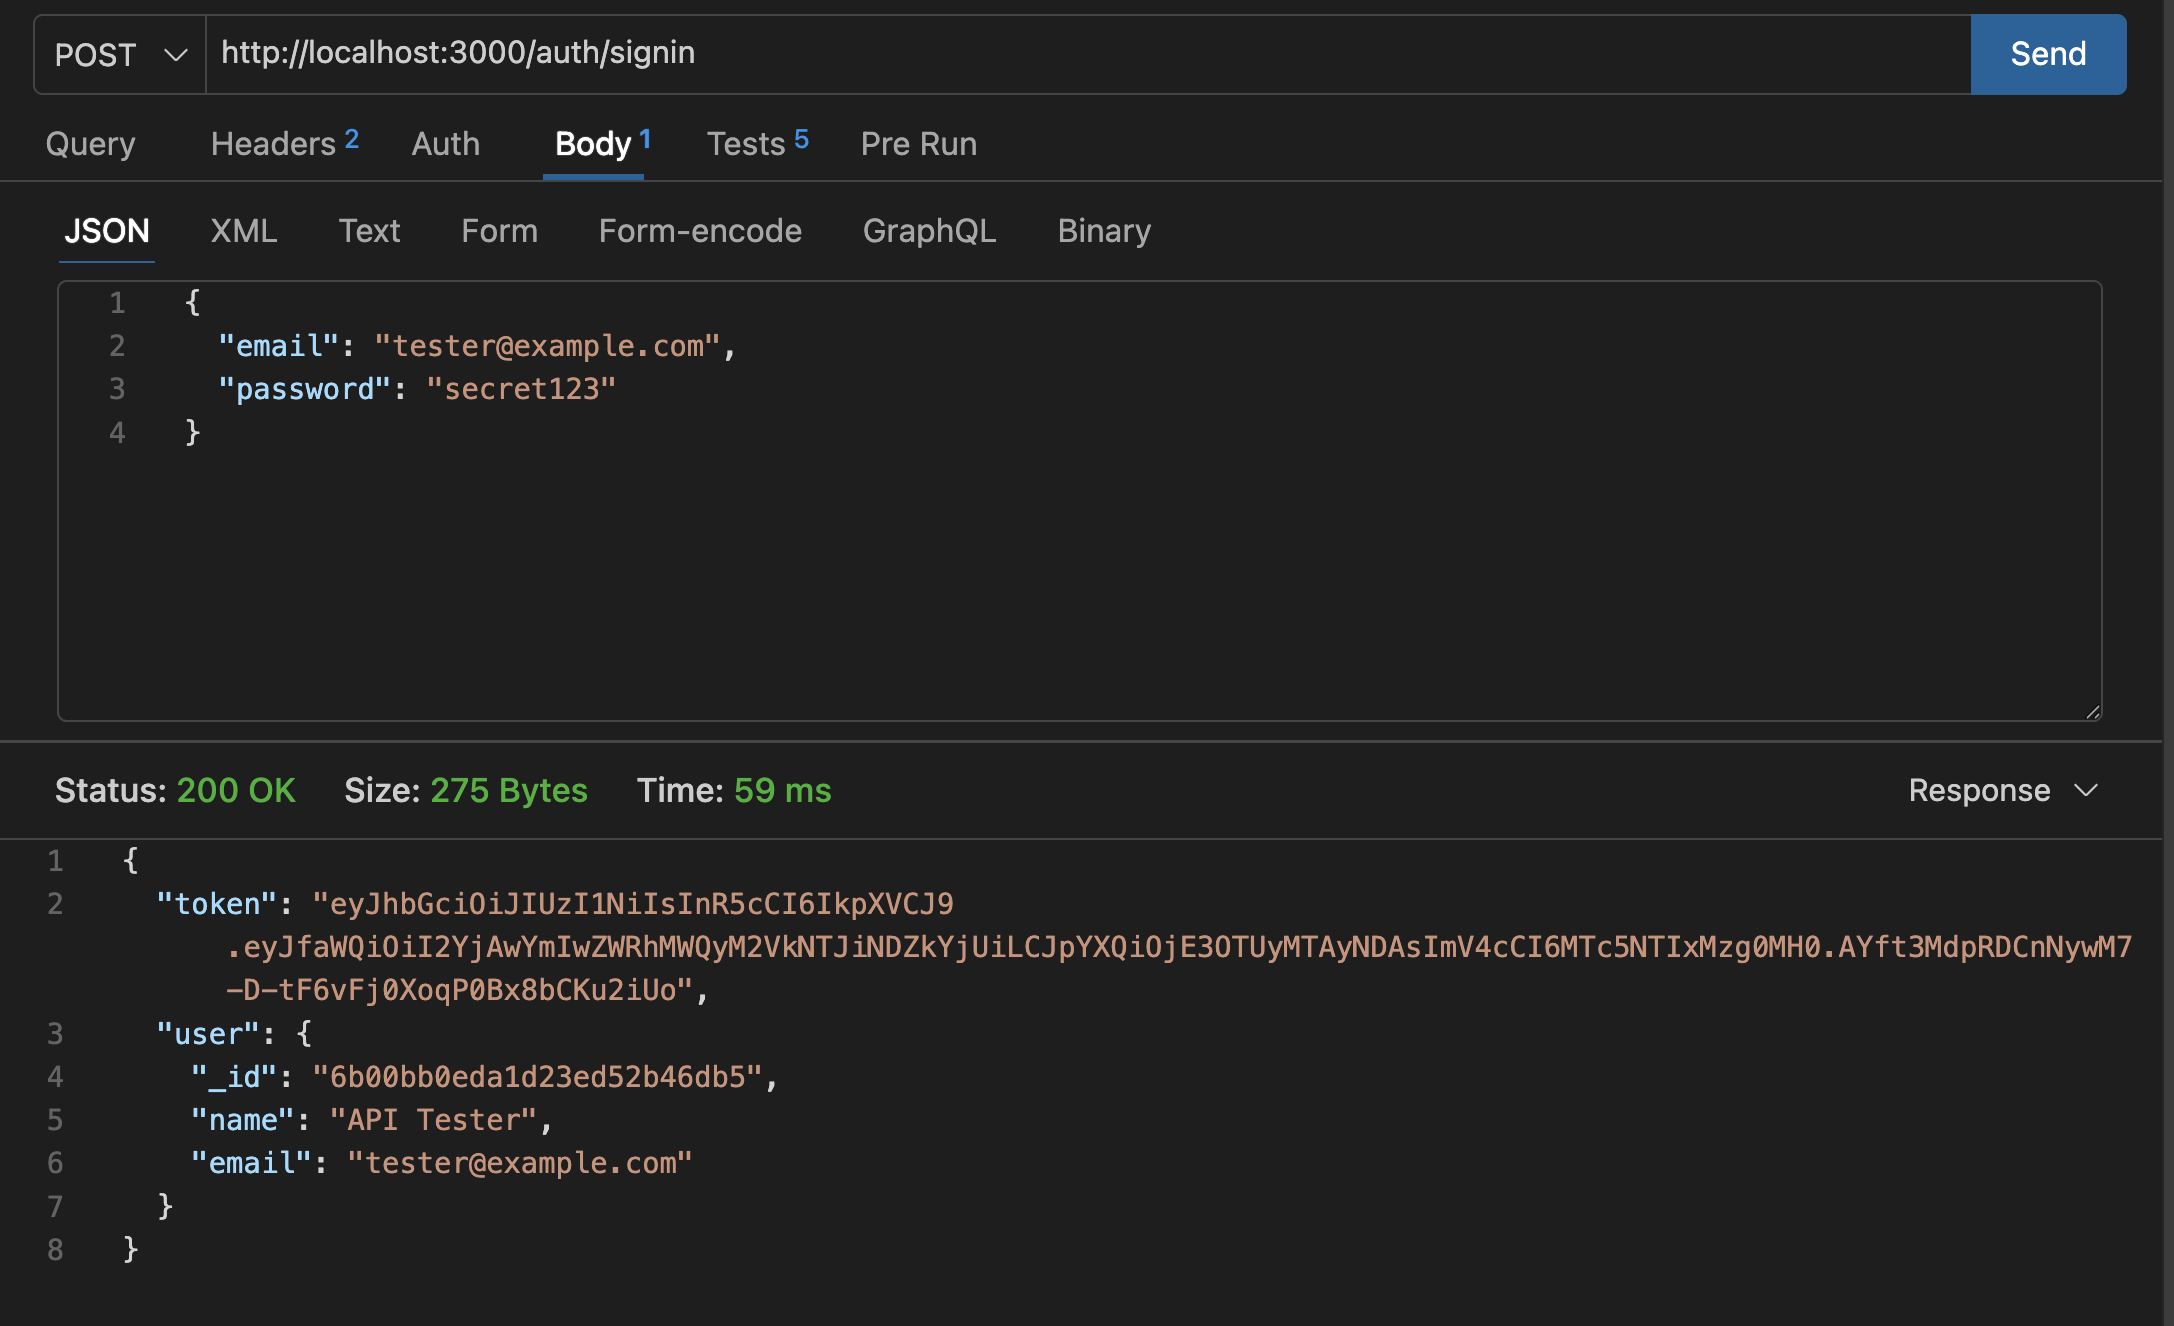 POST http://localhost:3000/auth/signin Send
Query Headers 2 Auth Body 1 Tests 5 Pre Run
JSON XML Text Form Form-encode GraphQL Binary
1 {
2 "email": "tester@example.com",
3 "password": "secret123"
4 }
Status: 200 OK Size: 275 Bytes Time: 59 ms Response
1 {
2 "token": "eyJhbGciOiJIUzI1NiIsInR5cCI6IkpXVCJ9
.eyJfaWQiOiI2YjAwYmIwZWRhMWQyM2VkNTJiNDZkYjUiLCJpYXQiOjE3OTUyMTAyNDAsImV4cCI6MTc5NTIxMzg0MH0.AYft3MdpRDCnNywM7
-D-tF6vFj0XoqP0Bx8bCKu2iUo",
3 "user": {
4 "_id": "6b00bb0eda1d23ed52b46db5",
5 "name": "API Tester",
6 "email": "tester@example.com"
7 }
8 }